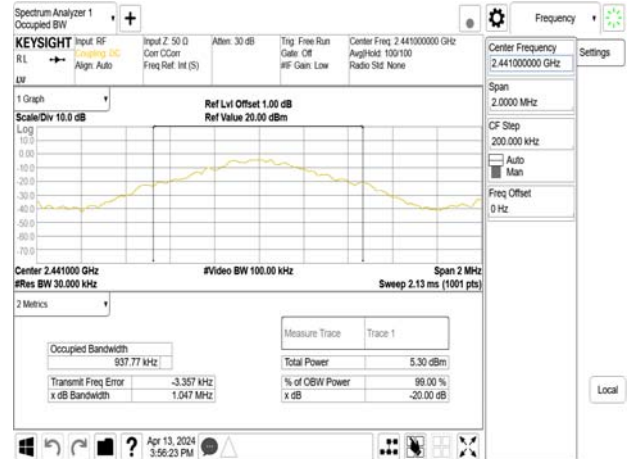 Spectrum Analyzer 1
Occupied BW
+
Frequency
Settings
KEYSIGHT
RL
Input: RF
Coupling: DC
Align: Auto
Input Z: 50 Ω
Corr CCorr
Freq Ref: Int (S)
Atten: 30 dB
Trig: Free Run
Gate: Off
#IF Gain: Low
Center Freq: 2.441000000 GHz
Avg|Hold: 100/100
Radio Std: None
Center Frequency
2.441000000 GHz
Span
2.0000 MHz
CF Step
200.000 kHz
Auto
Man
Freq Offset
0 Hz
Local
1 Graph
Scale/Div 10.0 dB
Ref Lvl Offset 1.00 dB
Ref Value 20.00 dBm
Log
10.0
0.00
-10.0
-20.0
-30.0
-40.0
-50.0
-60.0
-70.0
Center 2.441000 GHz
#Video BW 100.00 kHz
Span 2 MHz
#Res BW 30.000 kHz
Sweep 2.13 ms (1001 pts)
2 Metrics
Measure Trace
Trace 1
Occupied Bandwidth
937.77 kHz
Total Power
5.30 dBm
Transmit Freq Error
-3.357 kHz
% of OBW Power
99.00 %
x dB Bandwidth
1.047 MHz
x dB
-20.00 dB
?
Apr 13, 2024
3:56:23 PM